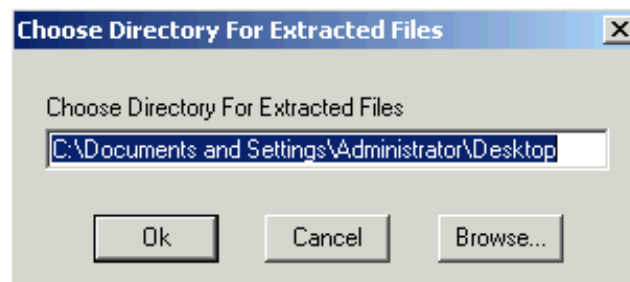 Choose Directory For Extracted Files
Choose Directory For Extracted Files
C:\Documents and Settings\Administrator\Desktop
Ok Cancel Browse...